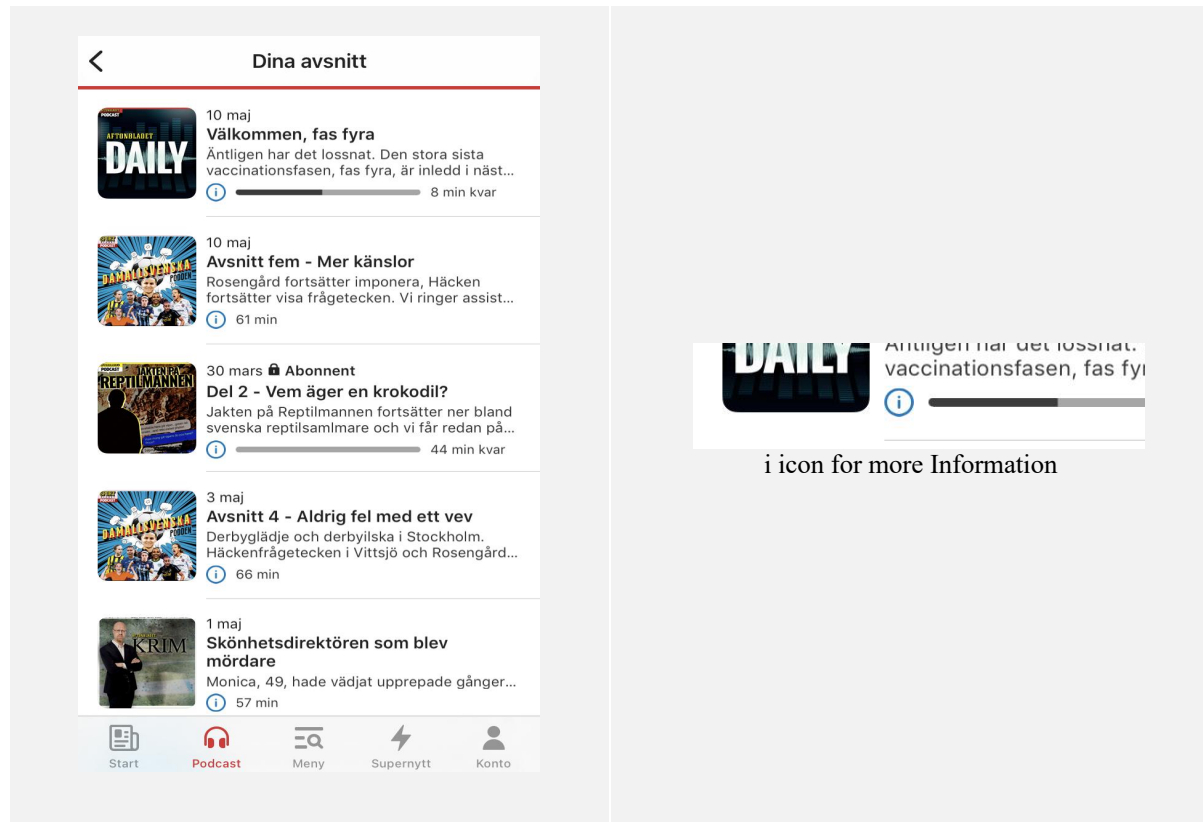 Dina avsnitt
PODCAST
AFTONBLADET
DAILY
10 maj
Välkommen, fas fyra
Äntligen har det lossnat. Den stora sista
vaccinationsfasen, fas fyra, är inledd i näst...
i
8 min kvar
DAMALLSVENSKA
PODDEN
10 maj
Avsnitt fem - Mer känslor
Rosengård fortsätter imponera, Häcken
fortsätter visa frågetecken. Vi ringer assist...
i 61 min
PODCAST
JAKTEN PÅ
REPTILMANNEN
30 mars Abonnent
Del 2 - Vem äger en krokodil?
Jakten på Reptilmannen fortsätter ner bland
svenska reptilsamlmare och vi får redan på...
i
44 min kvar
DAMALLSVENSKA
PODDEN
3 maj
Avsnitt 4 - Aldrig fel med ett vev
Derbyglädje och derbyilska i Stockholm.
Häckenfrågetecken i Vittsjö och Rosengård...
i 66 min
KRIM
1 maj
Skönhetsdirektören som blev
mördare
Monica, 49, hade vädjat upprepade gånger...
i 57 min
Start
Podcast
Meny
Supernytt
Konto
DAILY
Äntligen har det lossnat.
vaccinationsfasen, fas fy
i
i icon for more Information